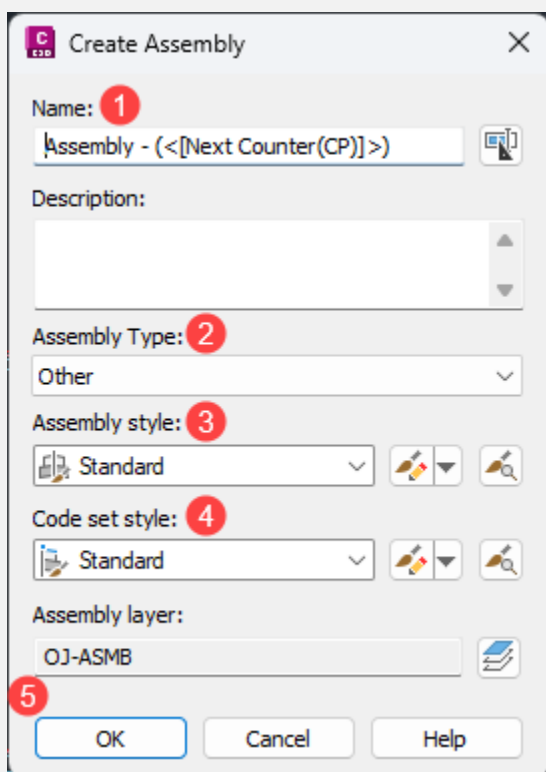 C
C3D
Create Assembly
Name: 1
Assembly - (<[Next Counter(CP)]>)
Description:
Assembly Type: 2
Other
Assembly style: 3
Standard
Code set style: 4
Standard
Assembly layer:
OJ-ASMB
5
OK Cancel Help